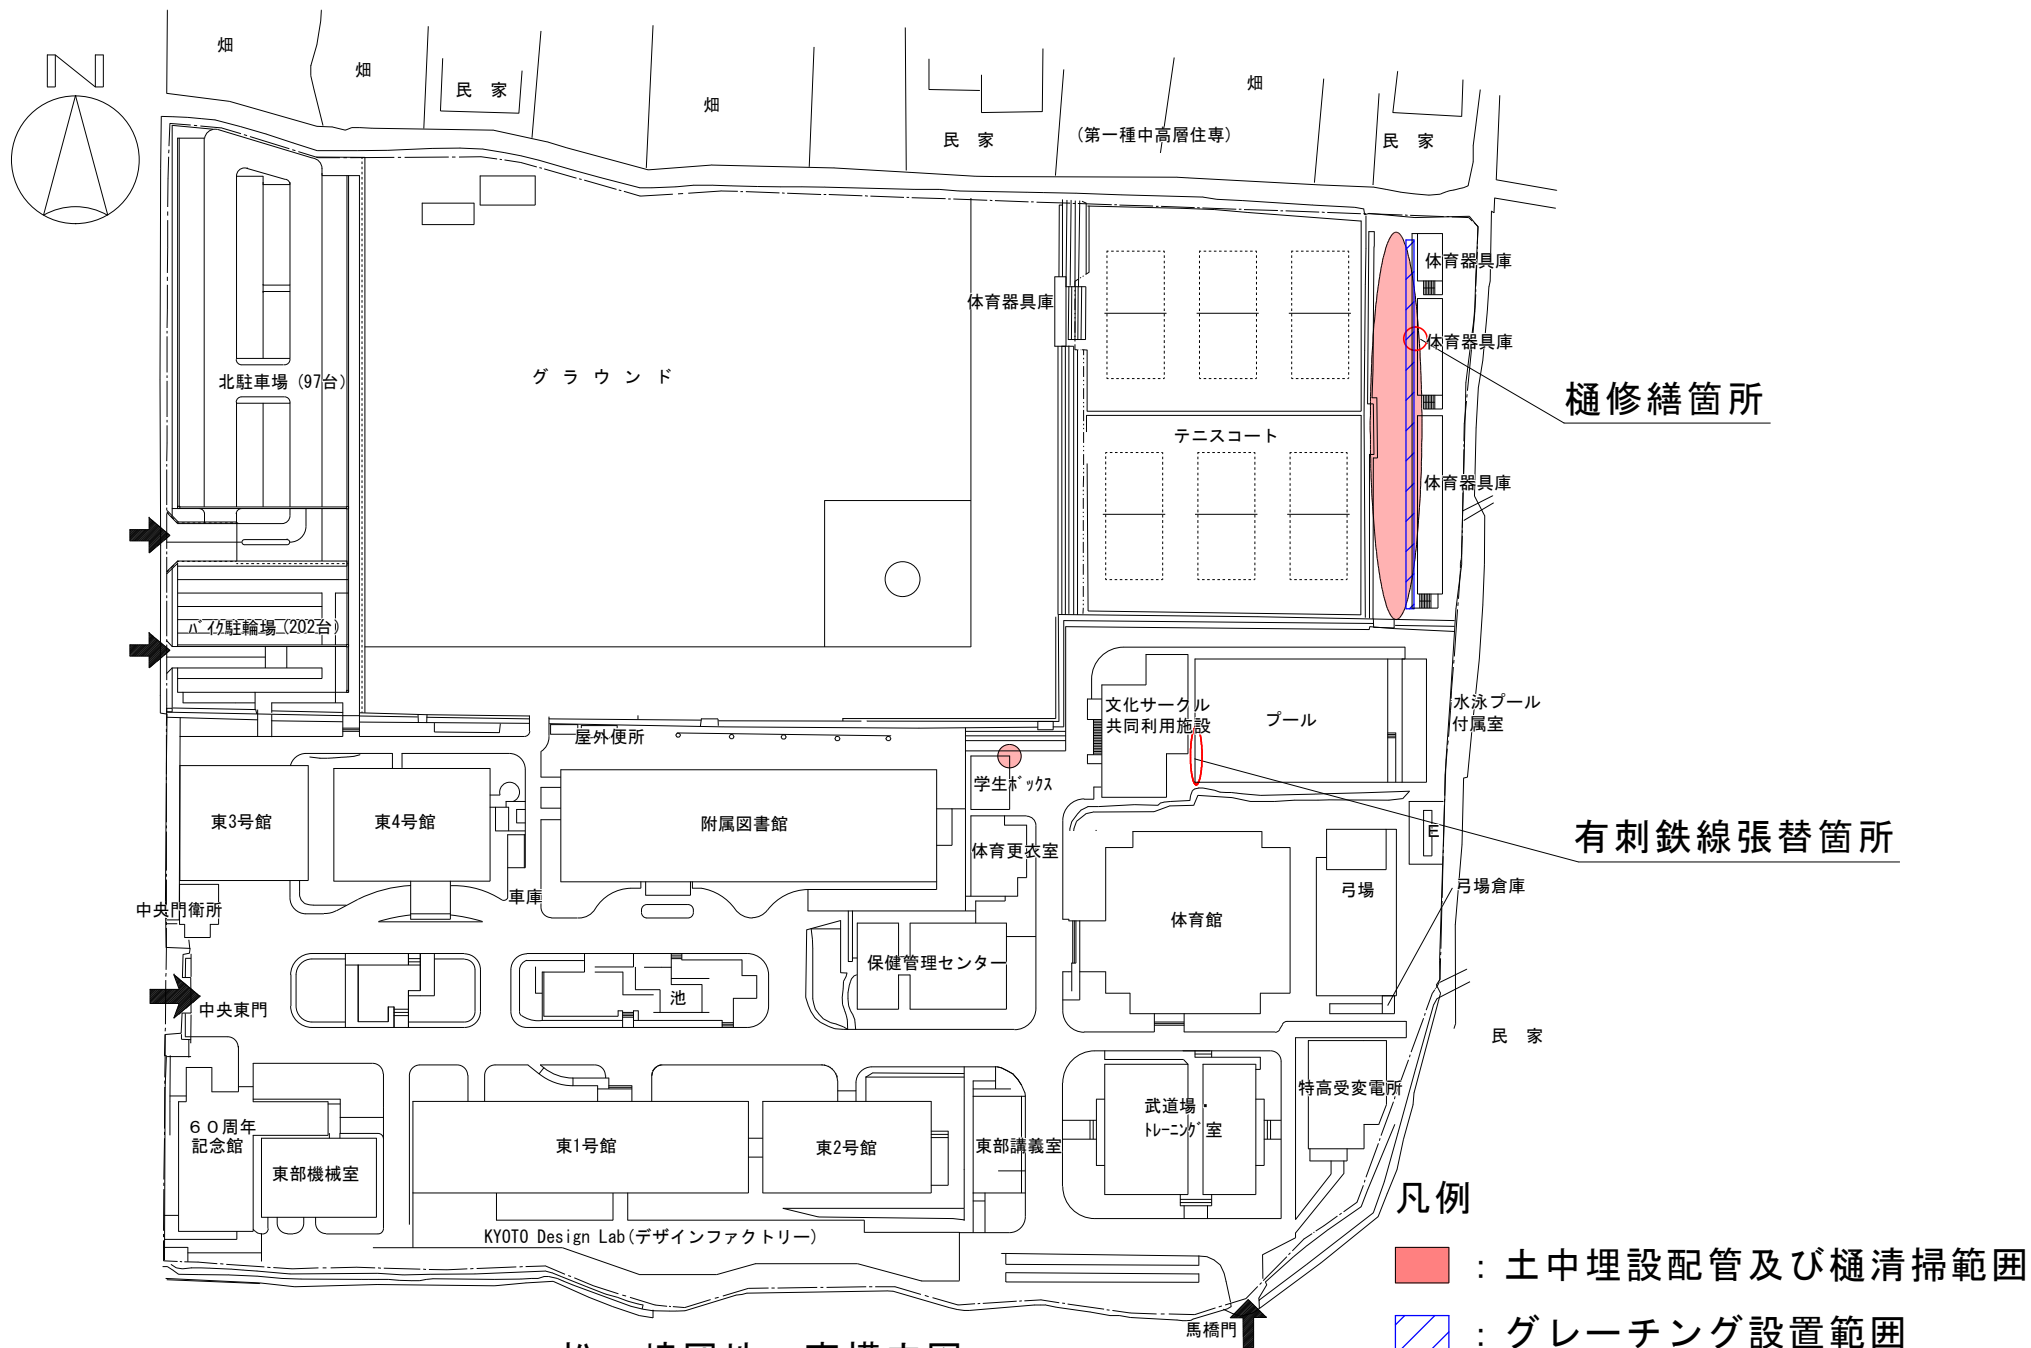 N
畑
畑
民 家
畑
民 家
(第一種中高層住専)
畑
民 家
体育器具庫
体育器具庫
体育器具庫
体育器具庫
北駐車場(97台)
グラウンド
テニスコート
樋修繕箇所
バイク駐輪場(202台)
文化サークル
共同利用施設
プール
水泳プール
付属室
屋外便所
学生ボックス
東3号館
東4号館
附属図書館
体育更衣室
有刺鉄線張替箇所
E
弓場
弓場倉庫
車庫
中央門衛所
体育館
保健管理センター
池
中央東門
民 家
特高受変電所
60周年
記念館
東部機械室
東1号館
東2号館
東部講義室
武道場・
トレーニング室
KYOTO Design Lab(デザインファクトリー)
馬橋門
凡例
:土中埋設配管及び樋清掃範囲
:グレーチング設置範囲